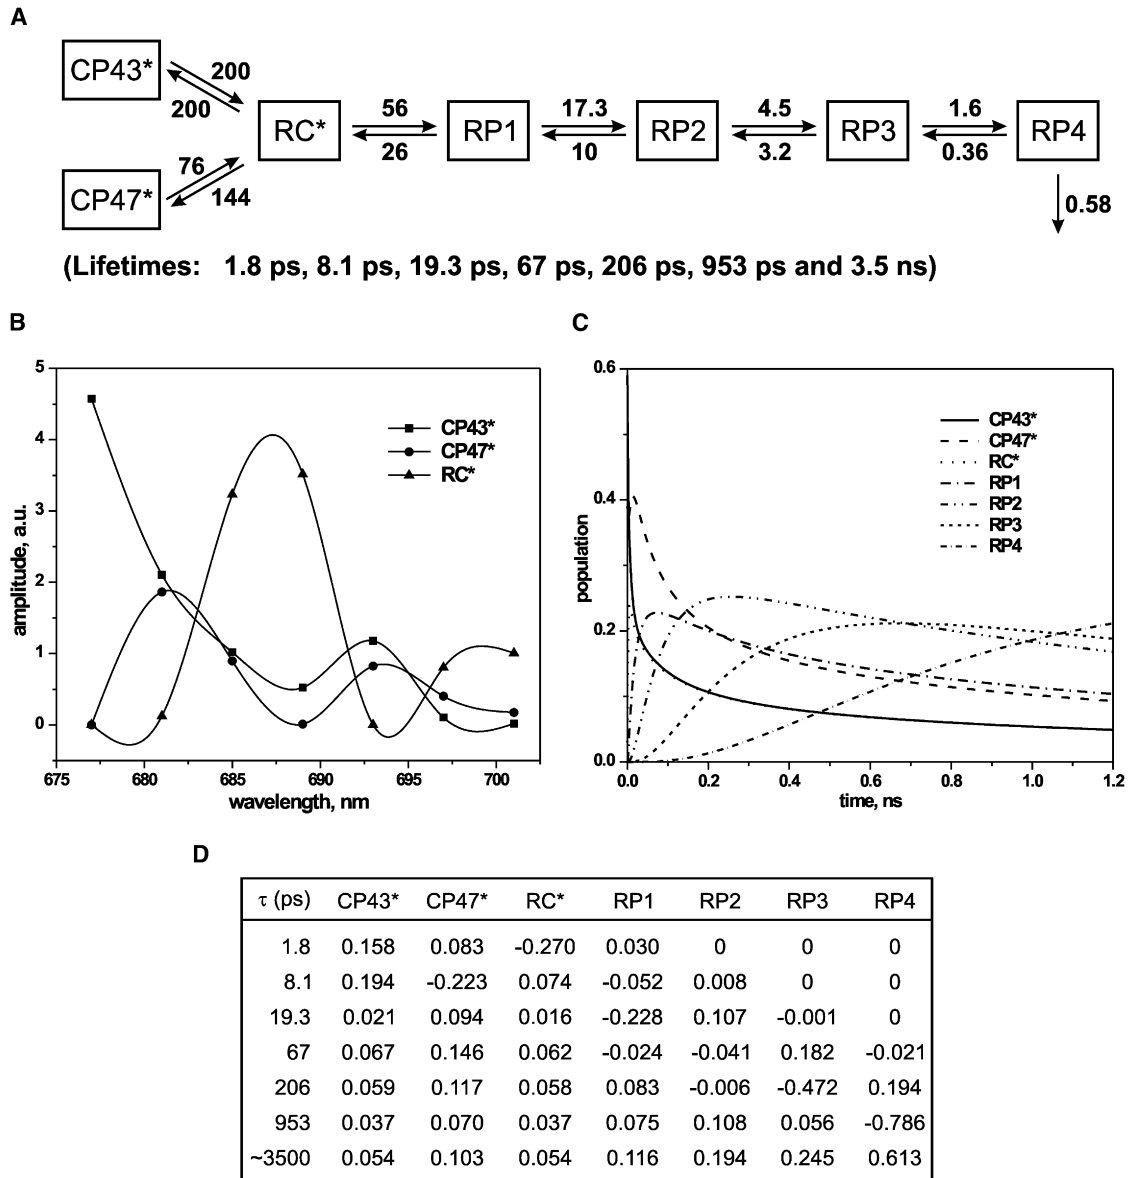 A
CP43*
200
200
RC*
56
26
RP1
17.3
10
RP2
4.5
3.2
RP3
1.6
0.36
RP4
76
144
CP47*
0.58
(Lifetimes: 1.8 ps, 8.1 ps, 19.3 ps, 67 ps, 206 ps, 953 ps and 3.5 ns)
B
5
4
3
2
1
0
amplitude, a.u.
CP43*
CP47*
RC*
675 680 685 690 695 700
wavelength, nm
C
0.6
0.4
0.2
0.0
population
CP43*
CP47*
RC*
RP1
RP2
RP3
RP4
0.0 0.2 0.4 0.6 0.8 1.0 1.2
time, ns
D
τ (ps) CP43* CP47* RC* RP1 RP2 RP3 RP4
1.8 0.158 0.083 -0.270 0.030 0 0 0
8.1 0.194 -0.223 0.074 -0.052 0.008 0 0
19.3 0.021 0.094 0.016 -0.228 0.107 -0.001 0
67 0.067 0.146 0.062 -0.024 -0.041 0.182 -0.021
206 0.059 0.117 0.058 0.083 -0.006 -0.472 0.194
953 0.037 0.070 0.037 0.075 0.108 0.056 -0.786
~3500 0.054 0.103 0.054 0.116 0.194 0.245 0.613